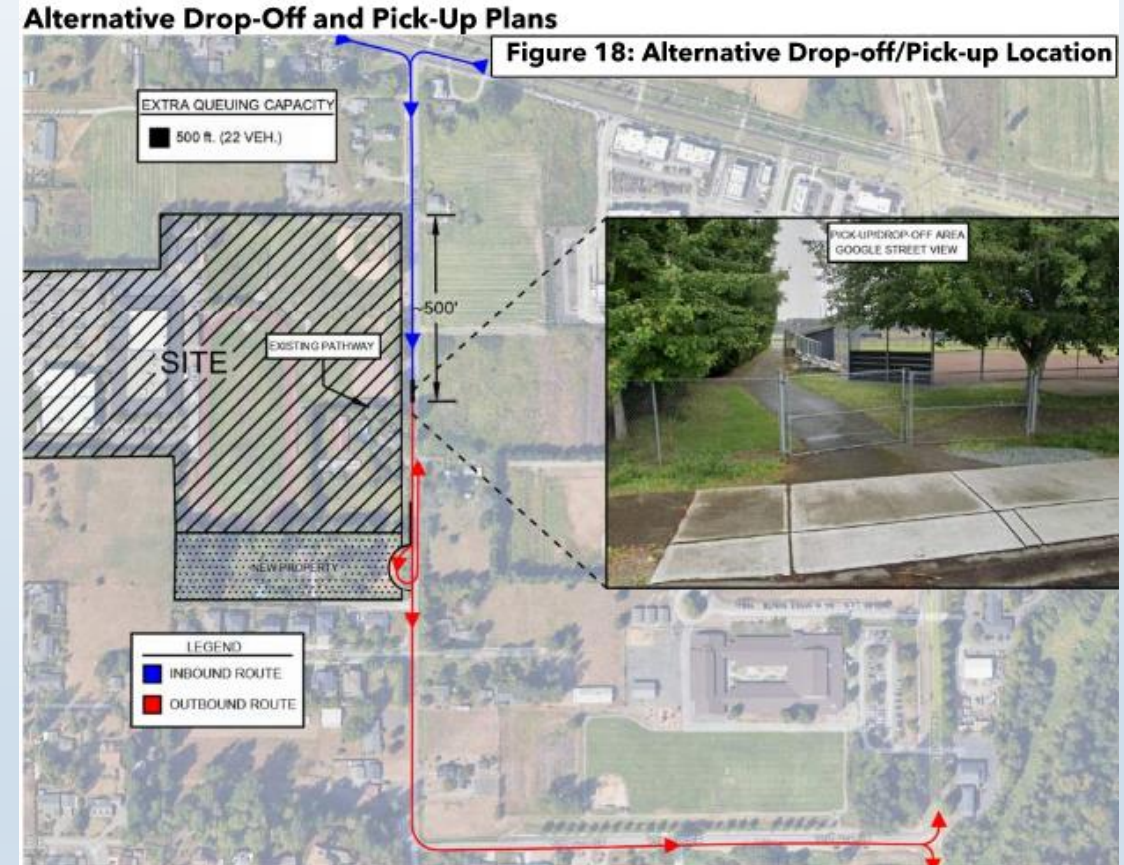 Alternative Drop-Off and Pick-Up Plans
Figure 18: Alternative Drop-off/Pick-up Location
EXTRA QUEUING CAPACITY
500 ft. (22 VEH.)
PICK-UP/DROP-OFF AREA
GOOGLE STREET VIEW
~500'
EXISTING PATHWAY
SITE
NEW PROPERTY
LEGEND
INBOUND ROUTE
OUTBOUND ROUTE